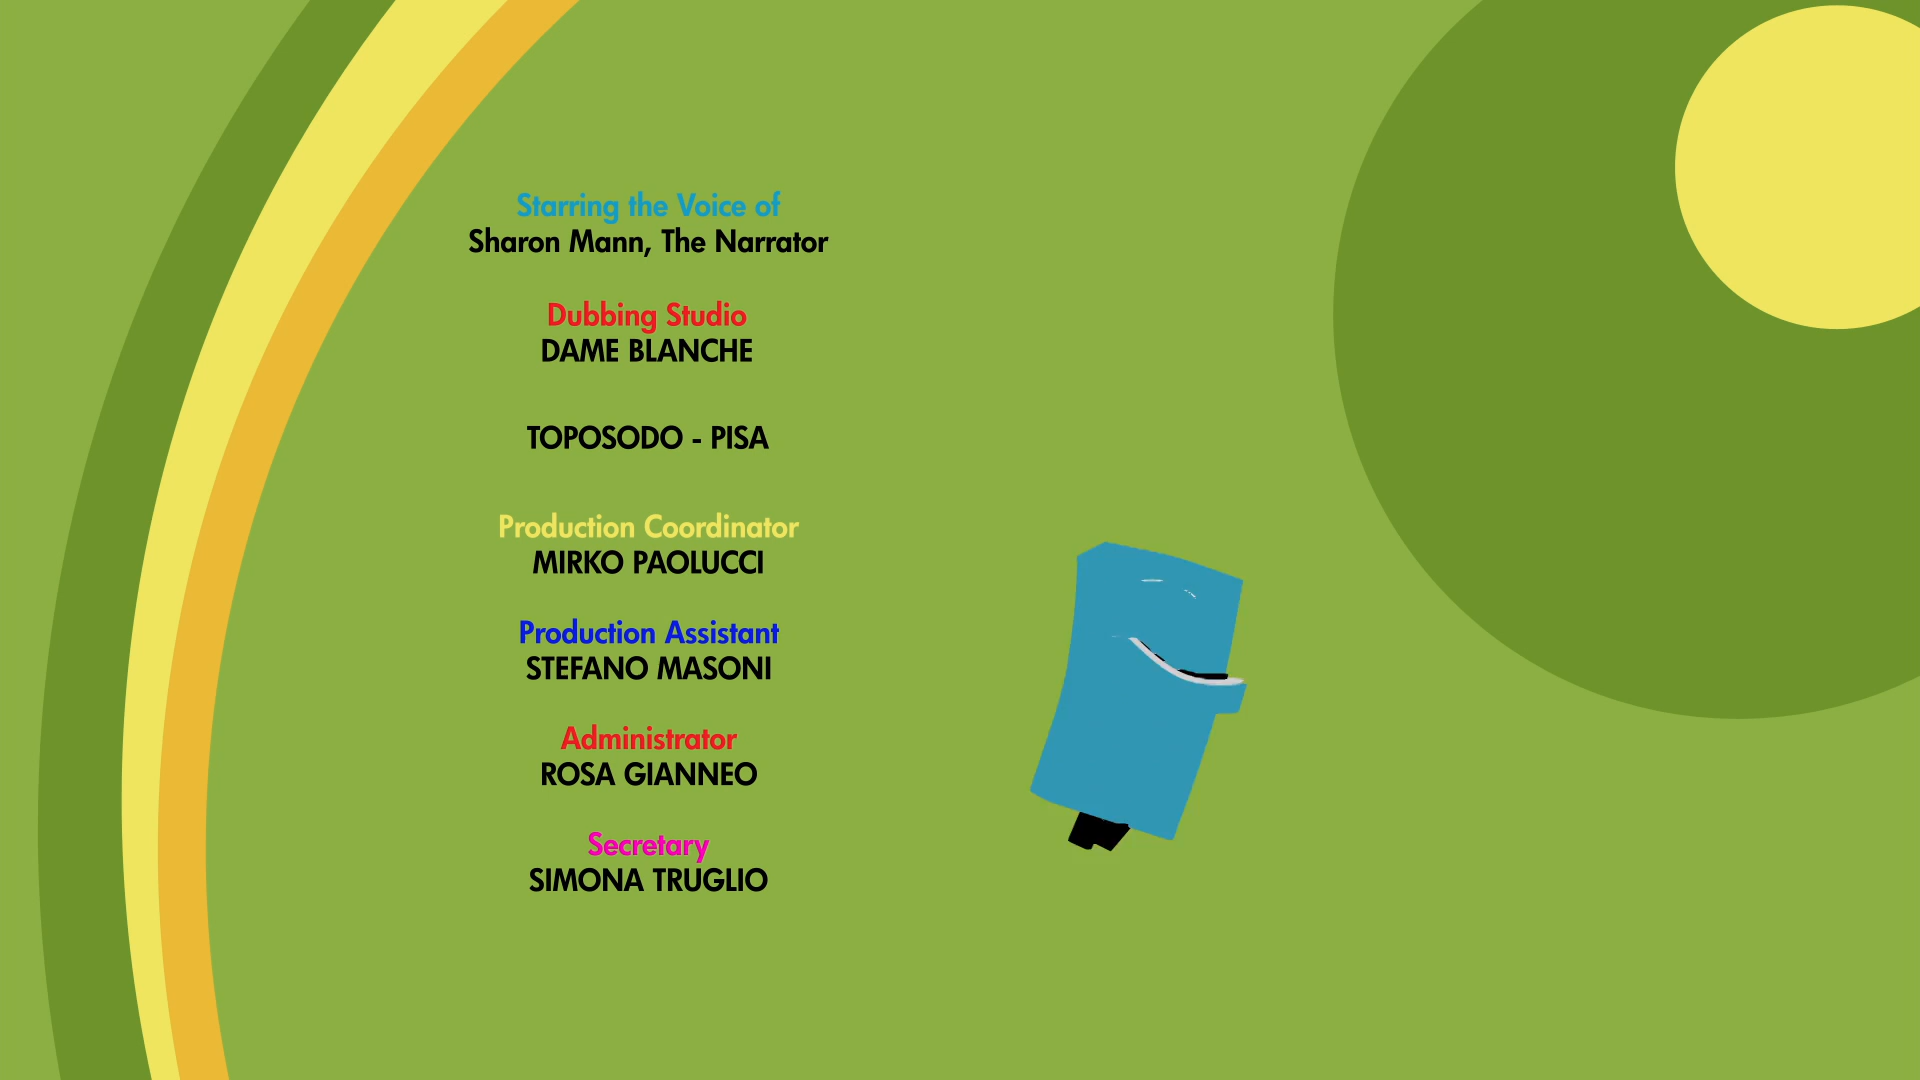 Starring the Voice of
Sharon Mann, The Narrator
Dubbing Studio
DAME BLANCHE
TOPOSODO - PISA
Production Coordinator
MIRKO PAOLUCCI
Production Assistant
STEFANO MASONI
Administrator
ROSA GIANNEO
Secretary
SIMONA TRUGLIO